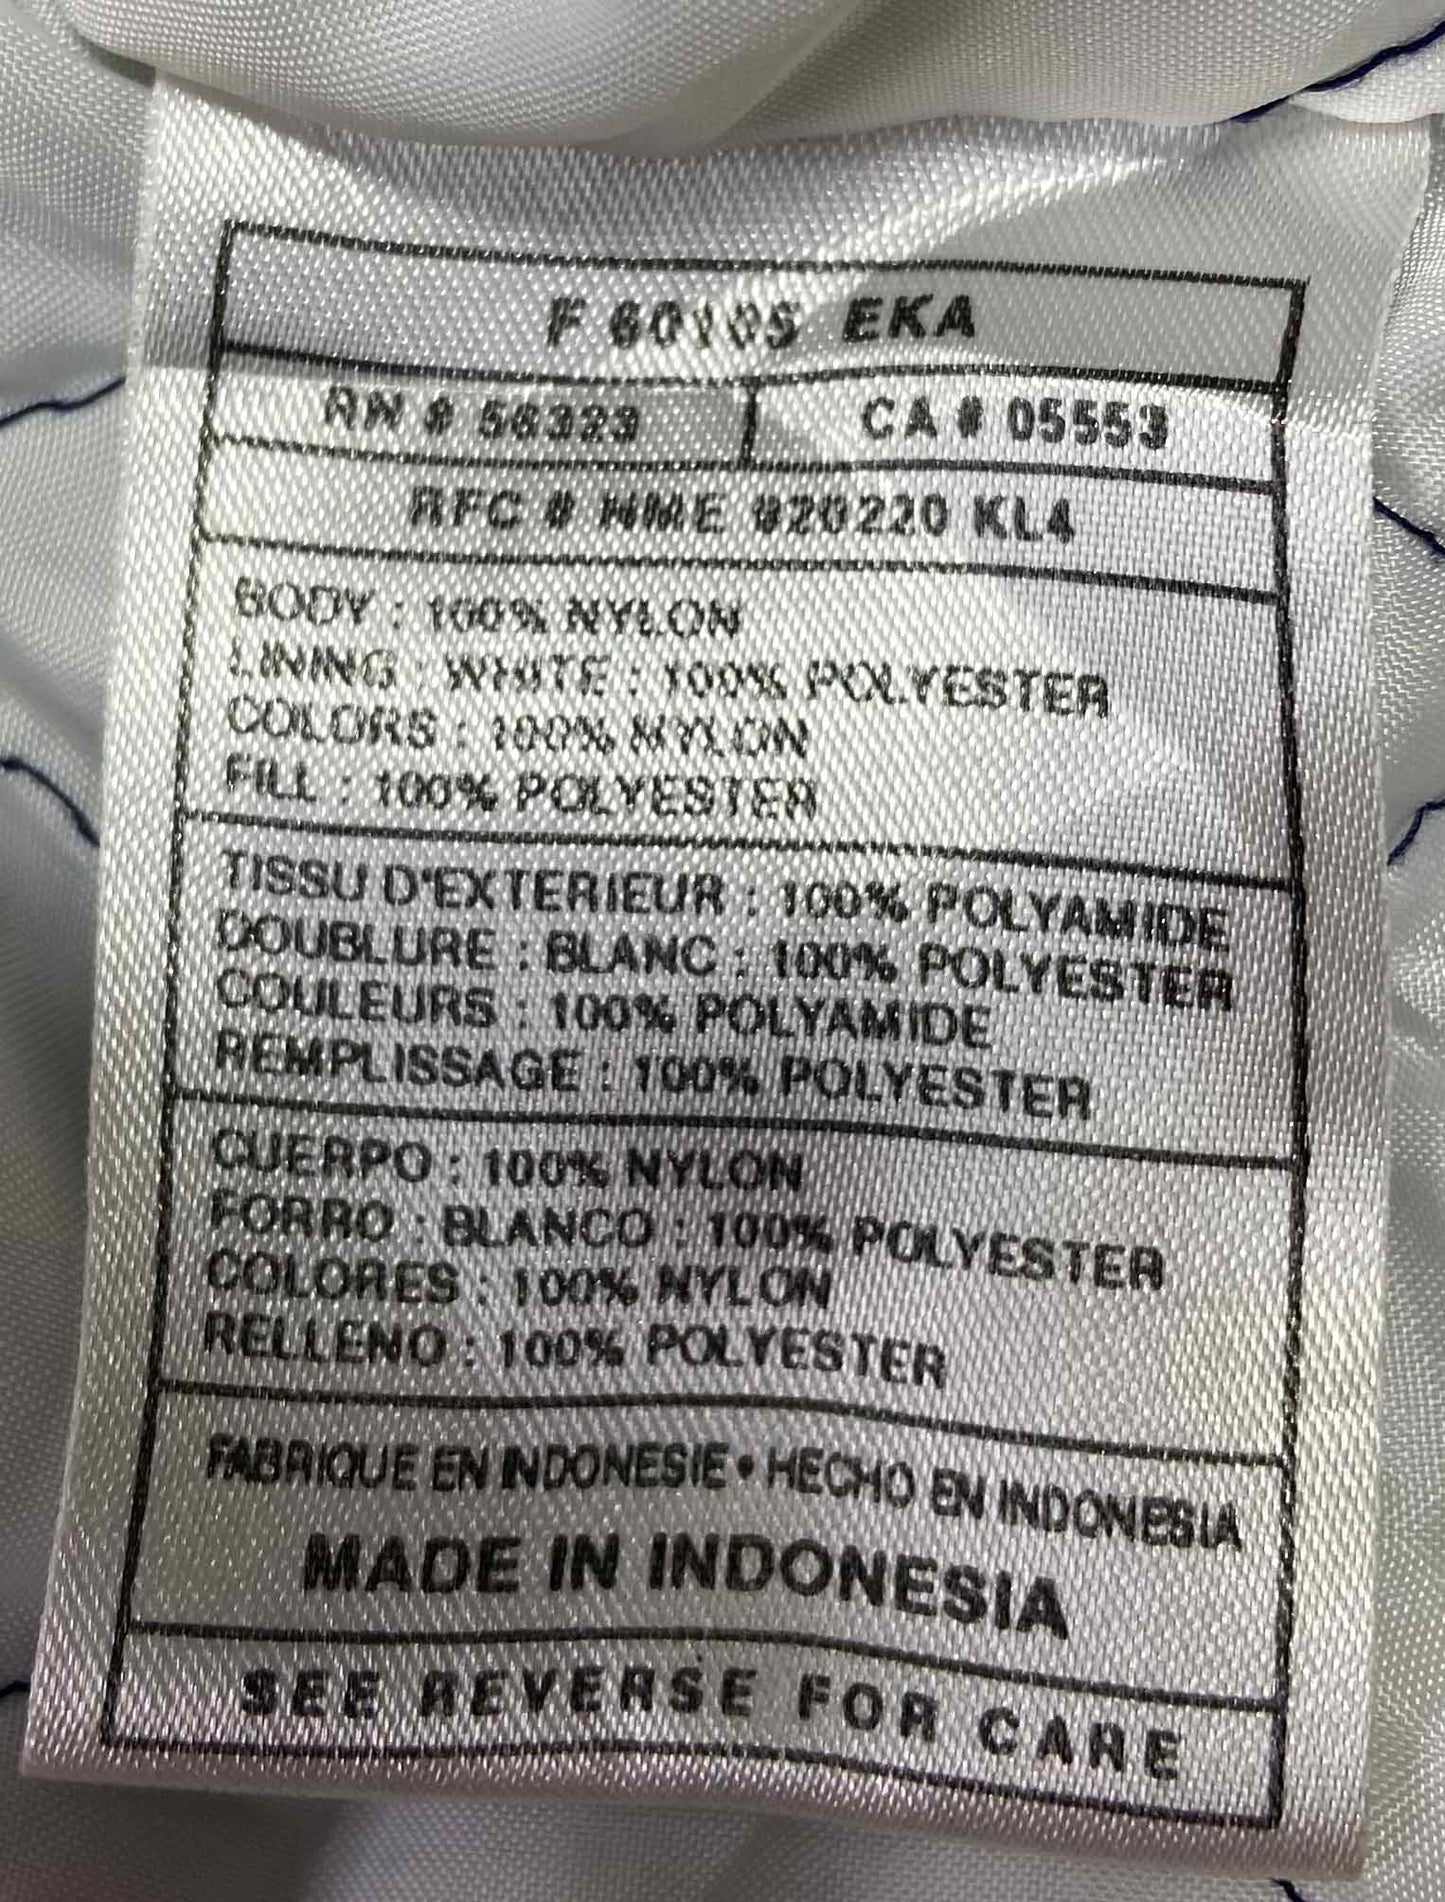 F 60105 EKA
RN # 56323 CA # 05553
RFC # NME 920220 KL4
BODY : 100% NYLON
LINING : WHITE : 100% POLYESTER
COLORS : 100% NYLON
FILL : 100% POLYESTER
TISSU D'EXTERIEUR : 100% POLYAMIDE
DOUBLURE : BLANC : 100% POLYESTER
COULEURS : 100% POLYAMIDE
REMPLISSAGE : 100% POLYESTER
CUERPO : 100% NYLON
FORRO : BLANCO : 100% POLYESTER
COLORES : 100% NYLON
RELLENO : 100% POLYESTER
FABRIQUE EN INDONESIE • HECHO EN INDONESIA
MADE IN INDONESIA
SEE REVERSE FOR CARE